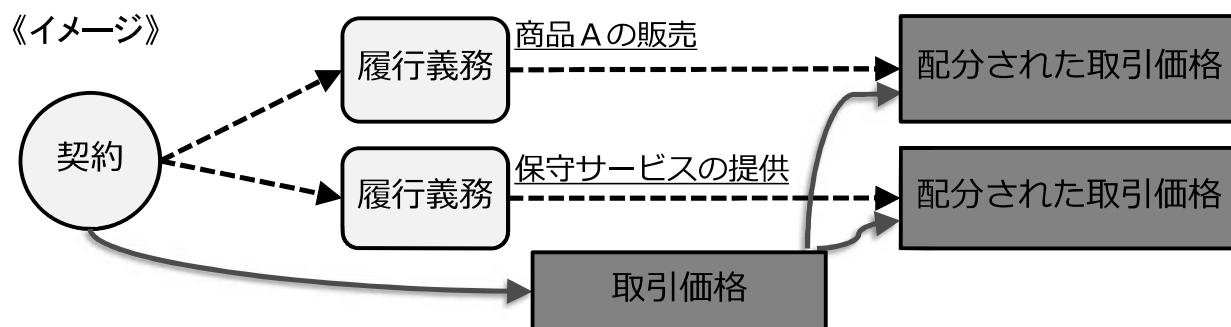 《イメージ》
商品Ａの販売
履行義務
配分された取引価格
契約
保守サービスの提供
履行義務
配分された取引価格
取引価格